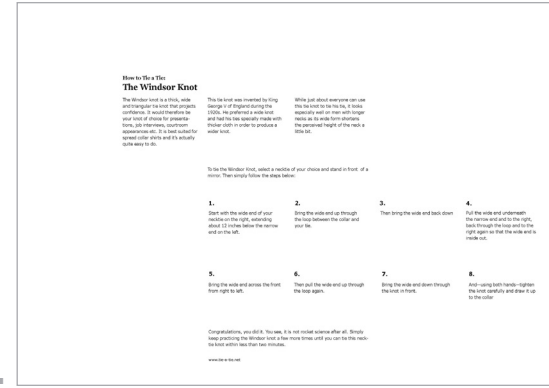 How to Tie a Tie:
The Windsor Knot
The Windsor knot is a thick, wide
and triangular tie knot that projects
confidence. It would therefore be
your knot of choice for presenta-
tions, job interviews, courtroom
appearances etc. It is best suited for
spread collar shirts and it's actually
quite easy to do.
This tie knot was invented by King
George V of England during the
1920s. He preferred a wide knot
and had his ties specially made with
thicker cloth in order to produce a
wider knot.
While just about everyone can use
this tie knot to tie his tie, it looks
especially well on men with longer
necks as its wide form shortens
the perceived height of the neck a
little bit.
To tie the Windsor Knot, select a necktie of your choice and stand in front of a
mirror. Then simply follow the steps below:
1.
Start with the wide end of your
necktie on the right, extending
about 12 inches below the narrow
end on the left.
2.
Bring the wide end up through
the loop between the collar and
your tie.
3.
Then bring the wide end back down
4.
Pull the wide end underneath
the narrow end and to the right,
back through the loop and to the
right again so that the wide end is
inside out.
5.
Bring the wide end across the front
from right to left.
6.
Then pull the wide end up through
the loop again.
7.
Bring the wide end down through
the knot in front.
8.
And—using both hands—tighten
the knot carefully and draw it up
to the collar
Congratulations, you did it. You see, it is not rocket science after all. Simply
keep practicing the Windsor knot a few more times until you can tie this neck-
tie knot within less than two minutes.